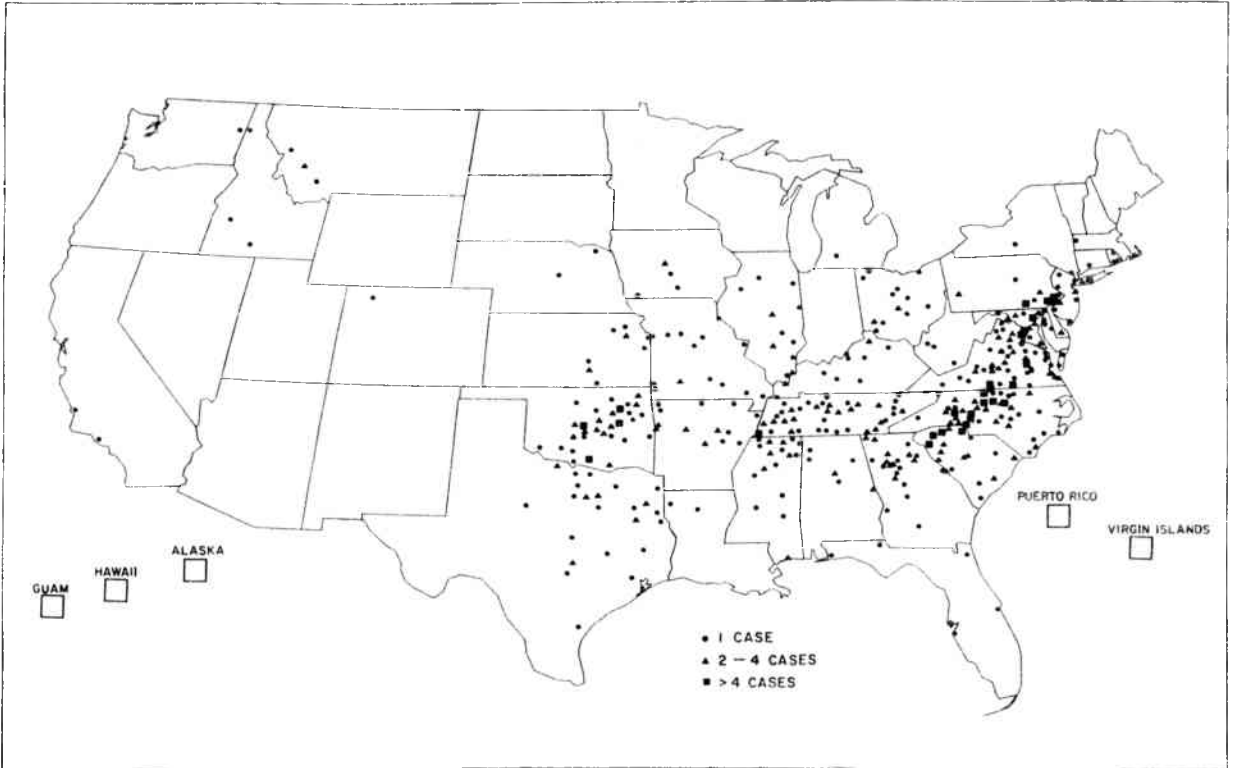 PUERTO RICO
VIRGIN ISLANDS
ALASKA
HAWAII
GUAM
● 1 CASE
▲ 2 – 4 CASES
■ >4 CASES